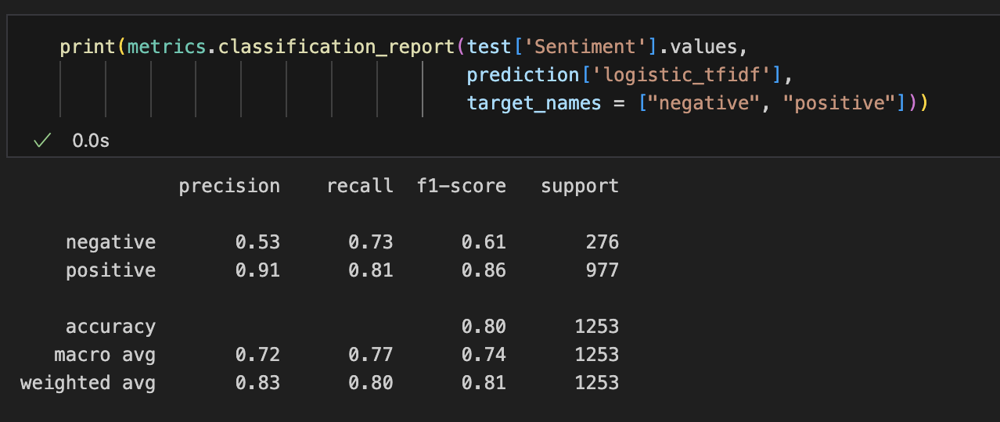 print(metrics.classification_report(test['Sentiment'].values,
prediction['logistic_tfidf'],
target_names = ["negative", "positive"]))
0.0s
precision recall f1-score support
negative 0.53 0.73 0.61 276
positive 0.91 0.81 0.86 977
accuracy 0.80 1253
macro avg 0.72 0.77 0.74 1253
weighted avg 0.83 0.80 0.81 1253